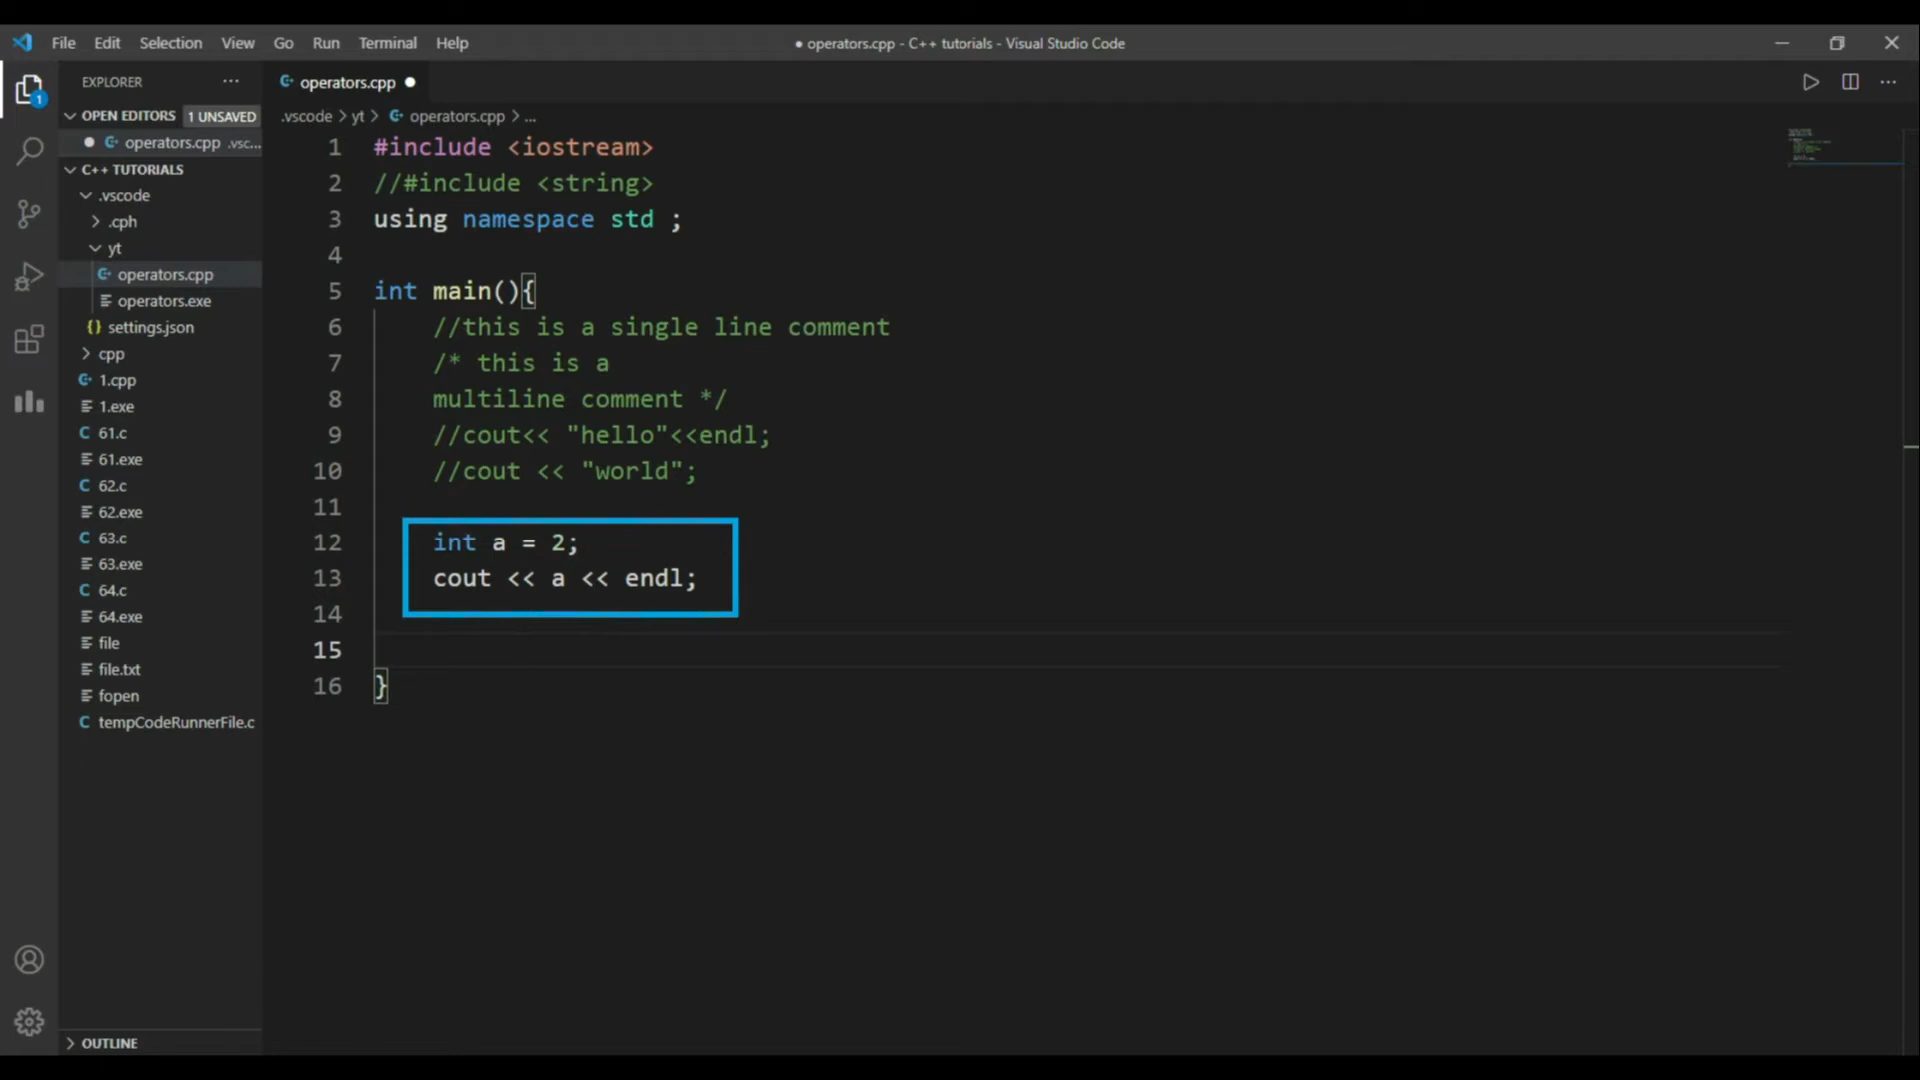 File Edit Selection View Go Run Terminal Help
● operators.cpp - C++ tutorials - Visual Studio Code
EXPLORER ...
OPEN EDITORS 1 UNSAVED
operators.cpp .vsc...
C++ TUTORIALS
.vscode
.cph
yt
operators.cpp
operators.exe
{} settings.json
cpp
1.cpp
1.exe
C 61.c
61.exe
C 62.c
62.exe
C 63.c
63.exe
C 64.c
64.exe
file
file.txt
fopen
C tempCodeRunnerFile.c
OUTLINE
1
operators.cpp ●
.vscode > yt > operators.cpp > ...
1 #include <iostream>
2 //#include <string>
3 using namespace std ;
4
5 int main(){
6 //this is a single line comment
7 /* this is a
8 multiline comment */
9 //cout<< "hello"<<endl;
10 //cout << "world";
11
12 int a = 2;
13 cout << a << endl;
14
15
16 }